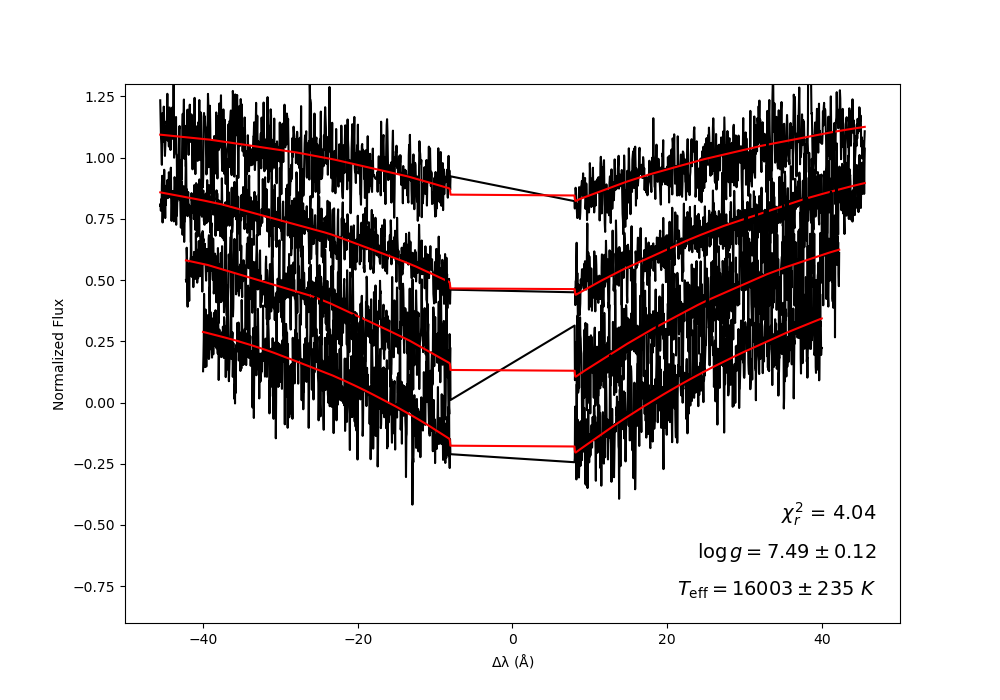 1.25
1.00
0.75
0.50
0.25
0.00
−0.25
−0.50
−0.75
Normalized Flux
−40
−20
0
20
40
Δλ (Å)
χ²ᵣ = 4.04
log g = 7.49 ± 0.12
T_eff = 16003 ± 235 K